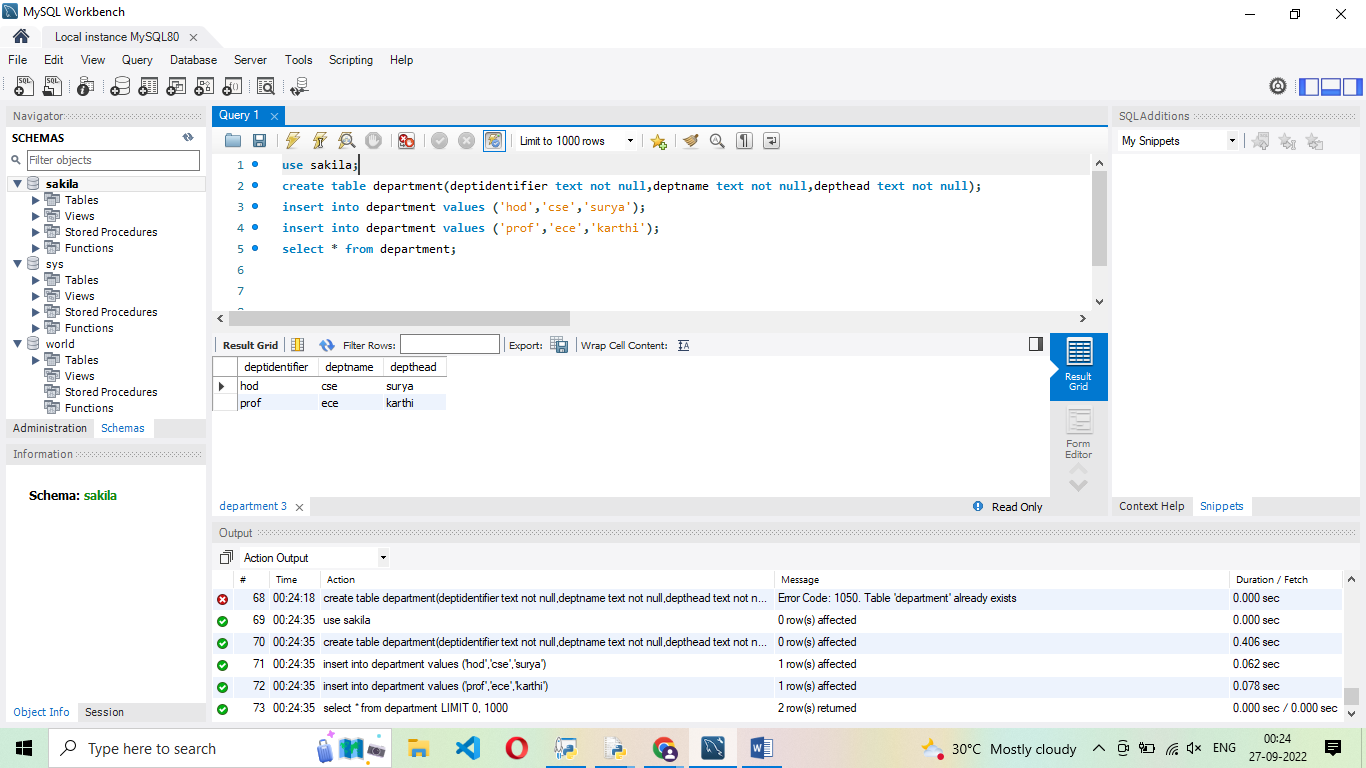 MySQL Workbench
Local instance MySQL80
File Edit View Query Database Server Tools Scripting Help
Navigator
SCHEMAS
Filter objects
sakila
Tables
Views
Stored Procedures
Functions
sys
Tables
Views
Stored Procedures
Functions
world
Tables
Views
Stored Procedures
Functions
Administration Schemas
Information
Schema: sakila
Object Info Session
Query 1
Limit to 1000 rows
1 use sakila;
2 create table department(deptidentifier text not null,deptname text not null,depthead text not null);
3 insert into department values ('hod','cse','surya');
4 insert into department values ('prof','ece','karthi');
5 select * from department;
6
7
Result Grid Filter Rows: Export: Wrap Cell Content:
deptidentifier deptname depthead
hod cse surya
prof ece karthi
Result Grid
Form Editor
department 3 Read Only
SQLAdditions
My Snippets
Context Help Snippets
Output
Action Output
# Time Action Message Duration / Fetch
68 00:24:18 create table department(deptidentifier text not null,deptname text not null,depthead text not n... Error Code: 1050. Table 'department' already exists 0.000 sec
69 00:24:35 use sakila 0 row(s) affected 0.000 sec
70 00:24:35 create table department(deptidentifier text not null,deptname text not null,depthead text not n... 0 row(s) affected 0.406 sec
71 00:24:35 insert into department values ('hod','cse','surya') 1 row(s) affected 0.062 sec
72 00:24:35 insert into department values ('prof','ece','karthi') 1 row(s) affected 0.078 sec
73 00:24:35 select * from department LIMIT 0, 1000 2 row(s) returned 0.000 sec / 0.000 sec
Type here to search
30°C Mostly cloudy
ENG
00:24
27-09-2022